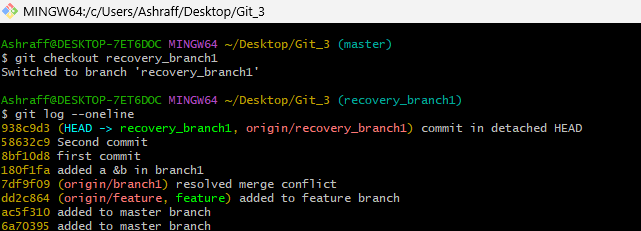 MINGW64:/c/Users/Ashraff/Desktop/Git_3
Ashraff@DESKTOP-7ET6DOC MINGW64 ~/Desktop/Git_3 (master)
$ git checkout recovery_branch1
Switched to branch 'recovery_branch1'
Ashraff@DESKTOP-7ET6DOC MINGW64 ~/Desktop/Git_3 (recovery_branch1)
$ git log --oneline
938c9d3 (HEAD -> recovery_branch1, origin/recovery_branch1) commit in detached HEAD
58632c9 Second commit
8bf10d8 first commit
180f1fa added a &b in branch1
7df9f09 (origin/branch1) resolved merge conflict
dd2c864 (origin/feature, feature) added to feature branch
ac5f310 added to master branch
6a70395 added to master branch